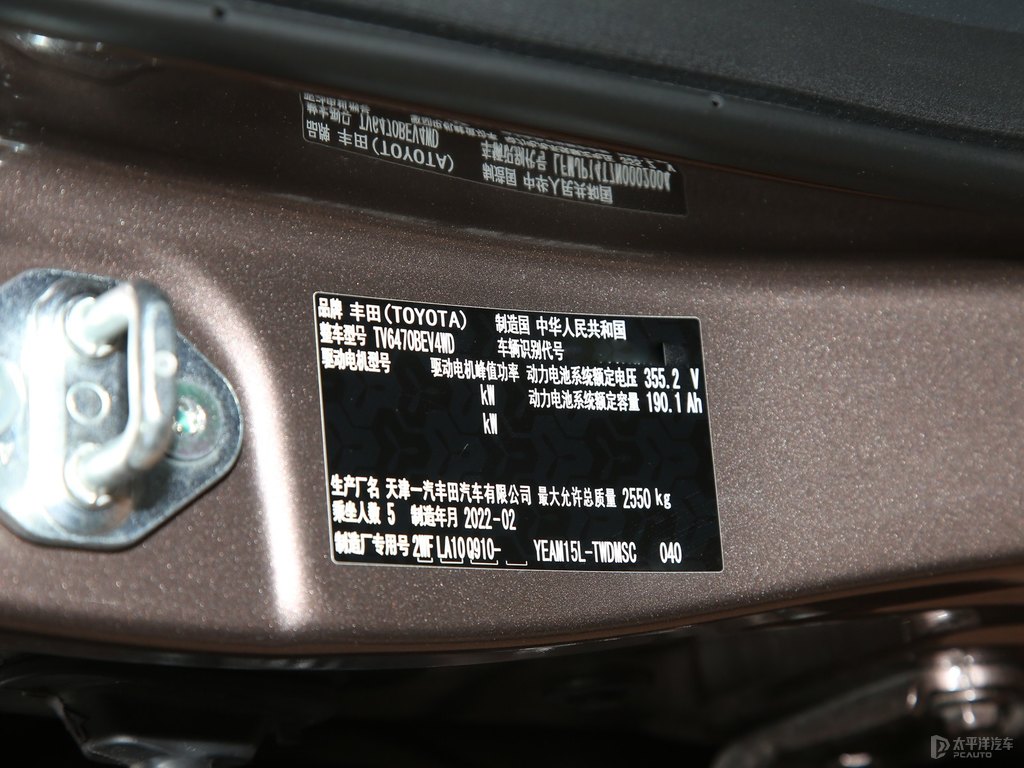 品牌 丰田(TOYOTA) 制造国 中华人民共和国
整车型号 TV6470BEV4WD 车辆识别代号
驱动电机型号 驱动电机峰值功率 动力电池系统额定电压 355.2 V
kW 动力电池系统额定容量 190.1 Ah
kW
生产厂名 天津一汽丰田汽车有限公司 最大允许总质量 2550 kg
乘坐人数 5 制造年月 2022-02
制造厂专用号 2WF LA10 Q910- YEAM15L-TWDMSC 040
太平洋汽车
PCAUTO